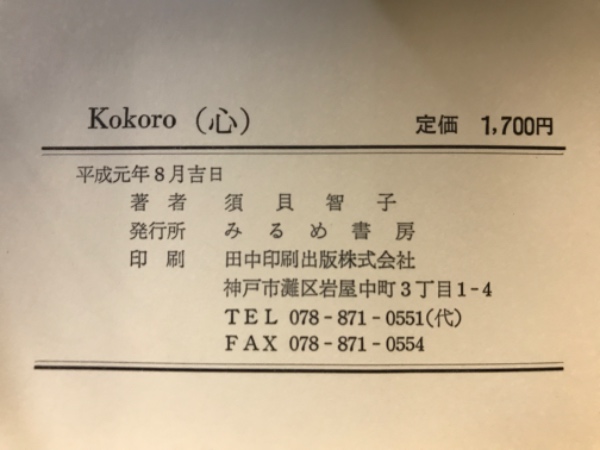 Kokoro（心） 定価 1,700円
平成元年8月吉日
著者 須貝智子
発行所 みるめ書房
印刷 田中印刷出版株式会社
神戸市灘区岩屋中町3丁目1-4
TEL 078-871-0551(代)
FAX 078-871-0554